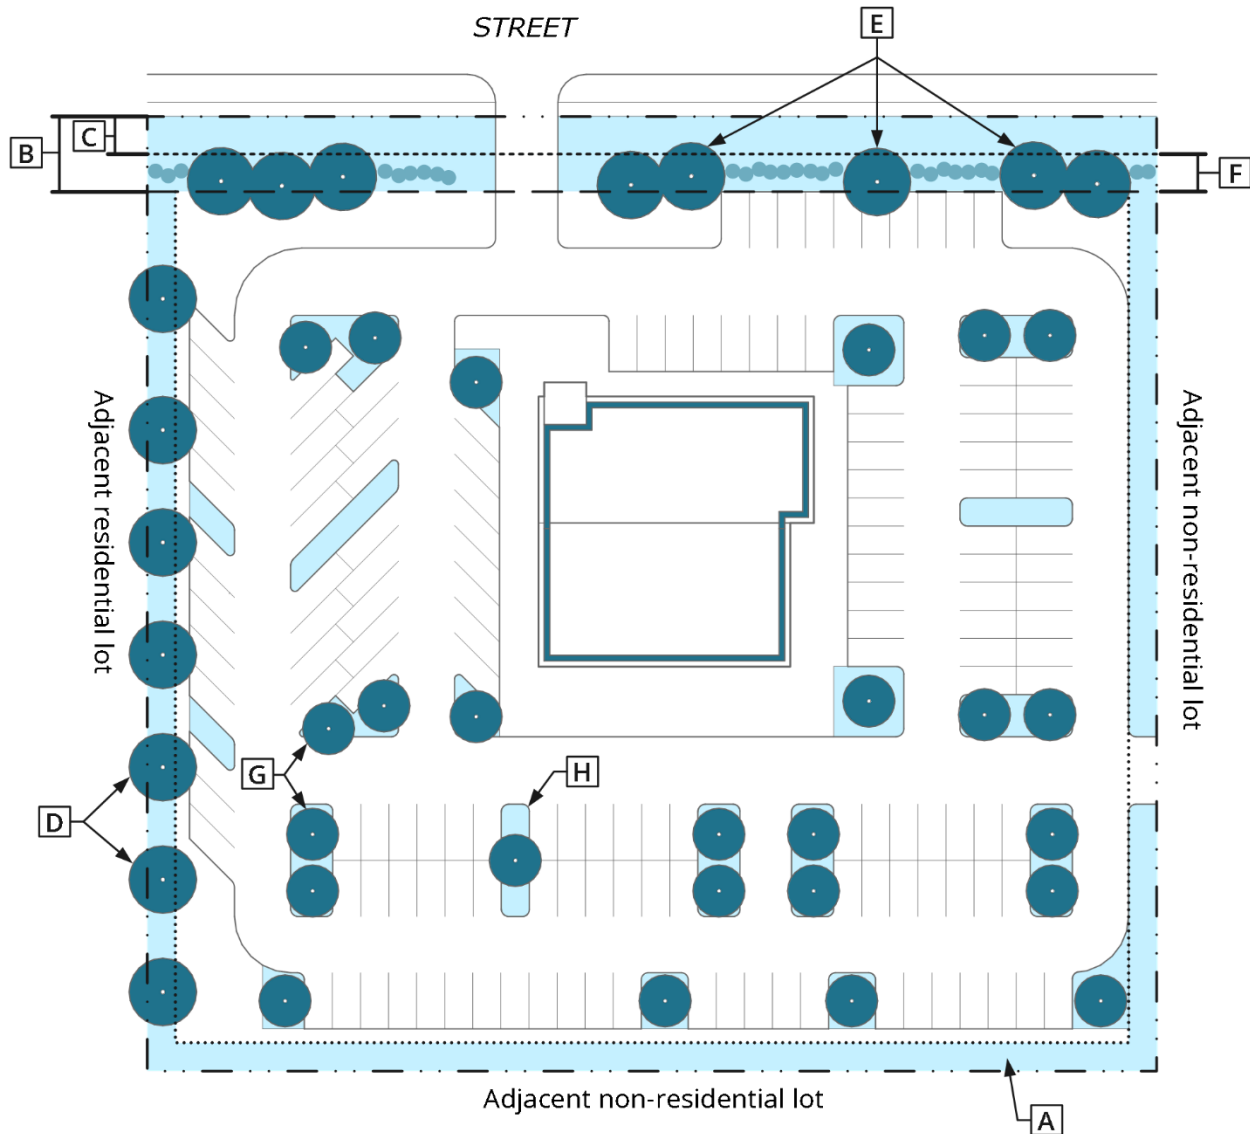 STREET
E
C
B
F
Adjacent residential lot
Adjacent non-residential lot
G
H
D
Adjacent non-residential lot
A